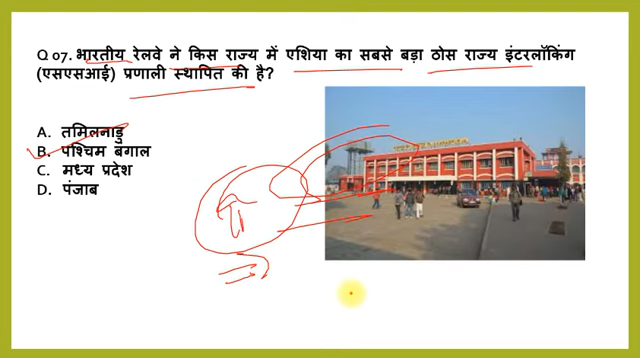 Q 07. भारतीय रेलवे ने किस राज्य में एशिया का सबसे बड़ा ठोस राज्य इंटरलॉकिंग
(एसएसआई) प्रणाली स्थापित की है?
A. तमिलनाडु
B. पश्चिम बंगाल
C. मध्य प्रदेश
D. पंजाब